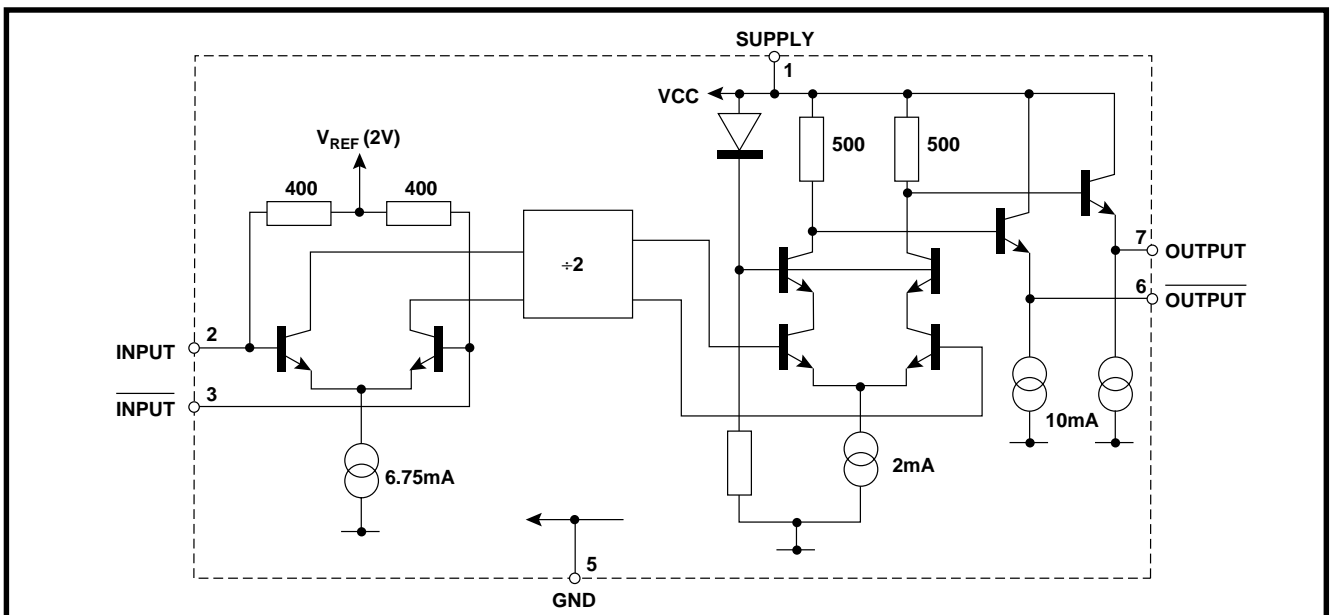 SUPPLY
1
VCC
VREF (2V)
400 400
500 500
÷2
7 OUTPUT
6 OUTPUT
INPUT 2
INPUT 3
10mA
6.75mA
2mA
5
GND